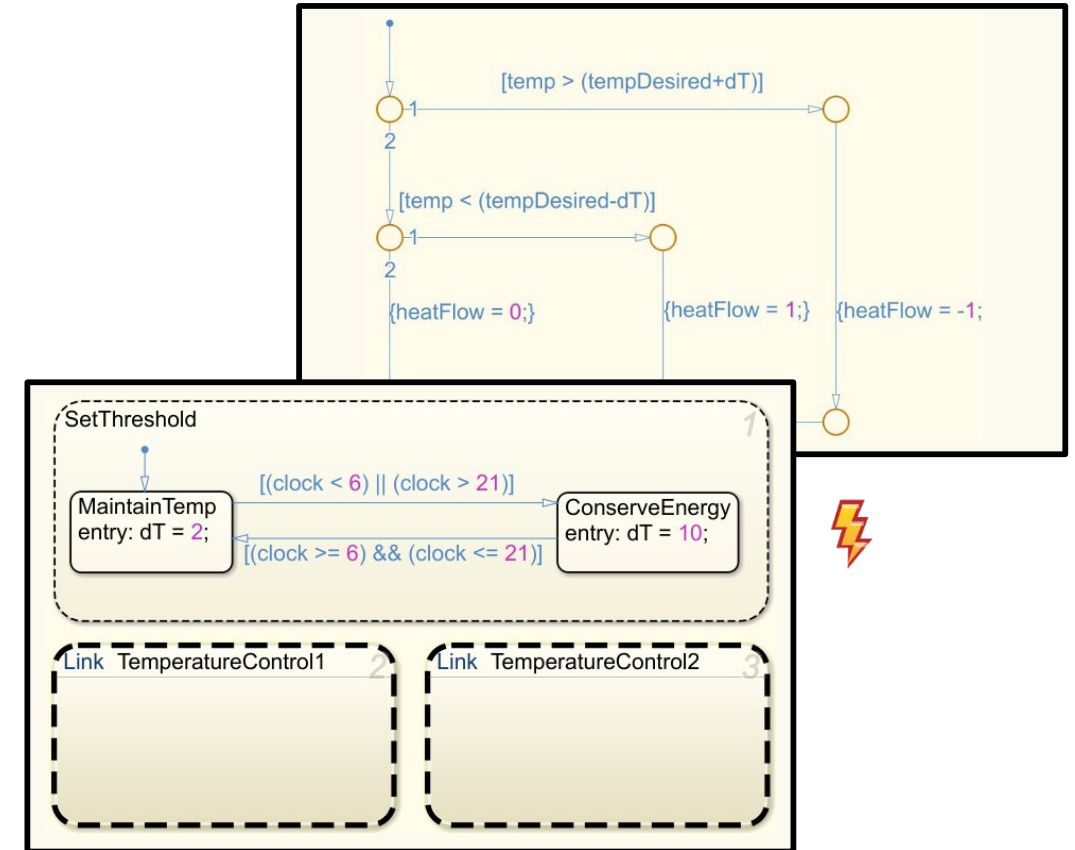 [temp > (tempDesired+dT)]
1
2
[temp < (tempDesired-dT)]
1
2
{heatFlow = 0;}
{heatFlow = 1;}
{heatFlow = -1;
SetThreshold
1
[(clock < 6) || (clock > 21)]
MaintainTemp
entry: dT = 2;
ConserveEnergy
entry: dT = 10;
[(clock >= 6) && (clock <= 21)]
Link TemperatureControl1
2
Link TemperatureControl2
3